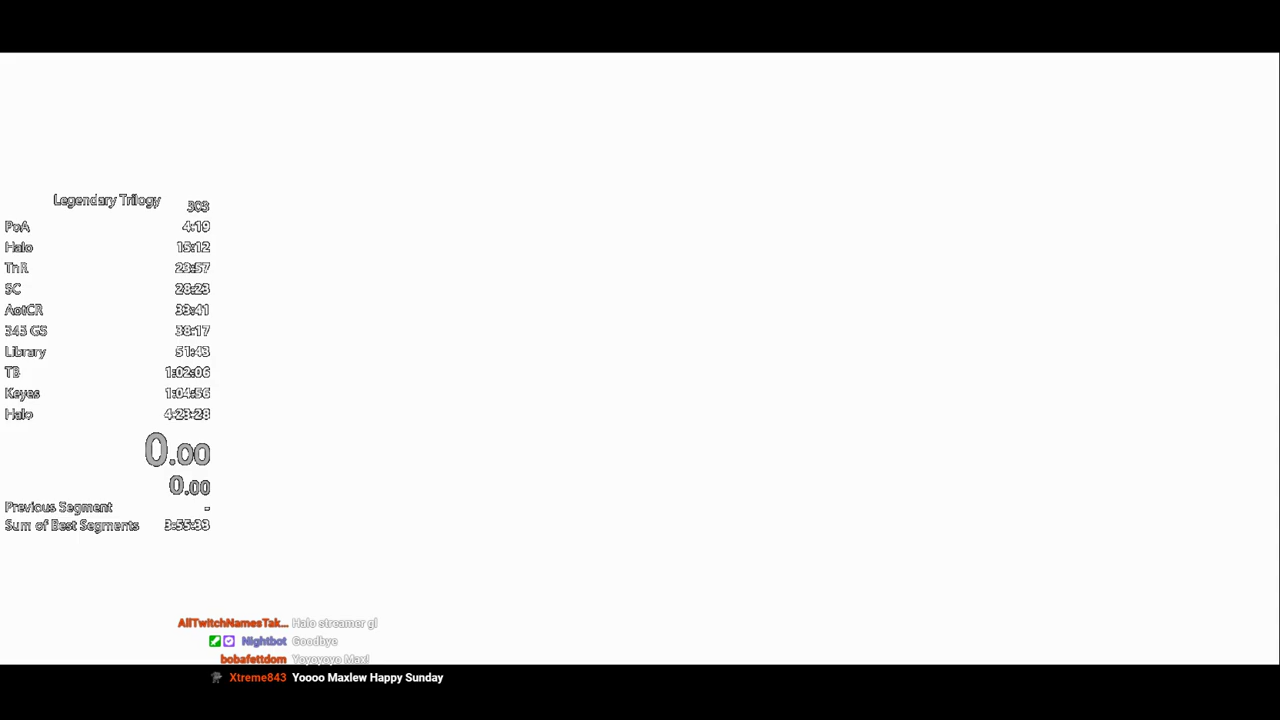 Legendary Trilogy 303
PoA 4:19
Halo 15:12
TnR 23:57
SC 28:23
AotCR 33:41
343 GS 38:17
Library 51:43
TB 1:02:06
Keyes 1:04:56
Halo 4:23:28
0.00
0.00
Previous Segment -
Sum of Best Segments 3:55:33
AllTwitchNamesTak... Halo streamer gl
Nightbot Goodbye
bobafettdom Yoyoyoyo Max!
Xtreme843 Yoooo Maxlew Happy Sunday